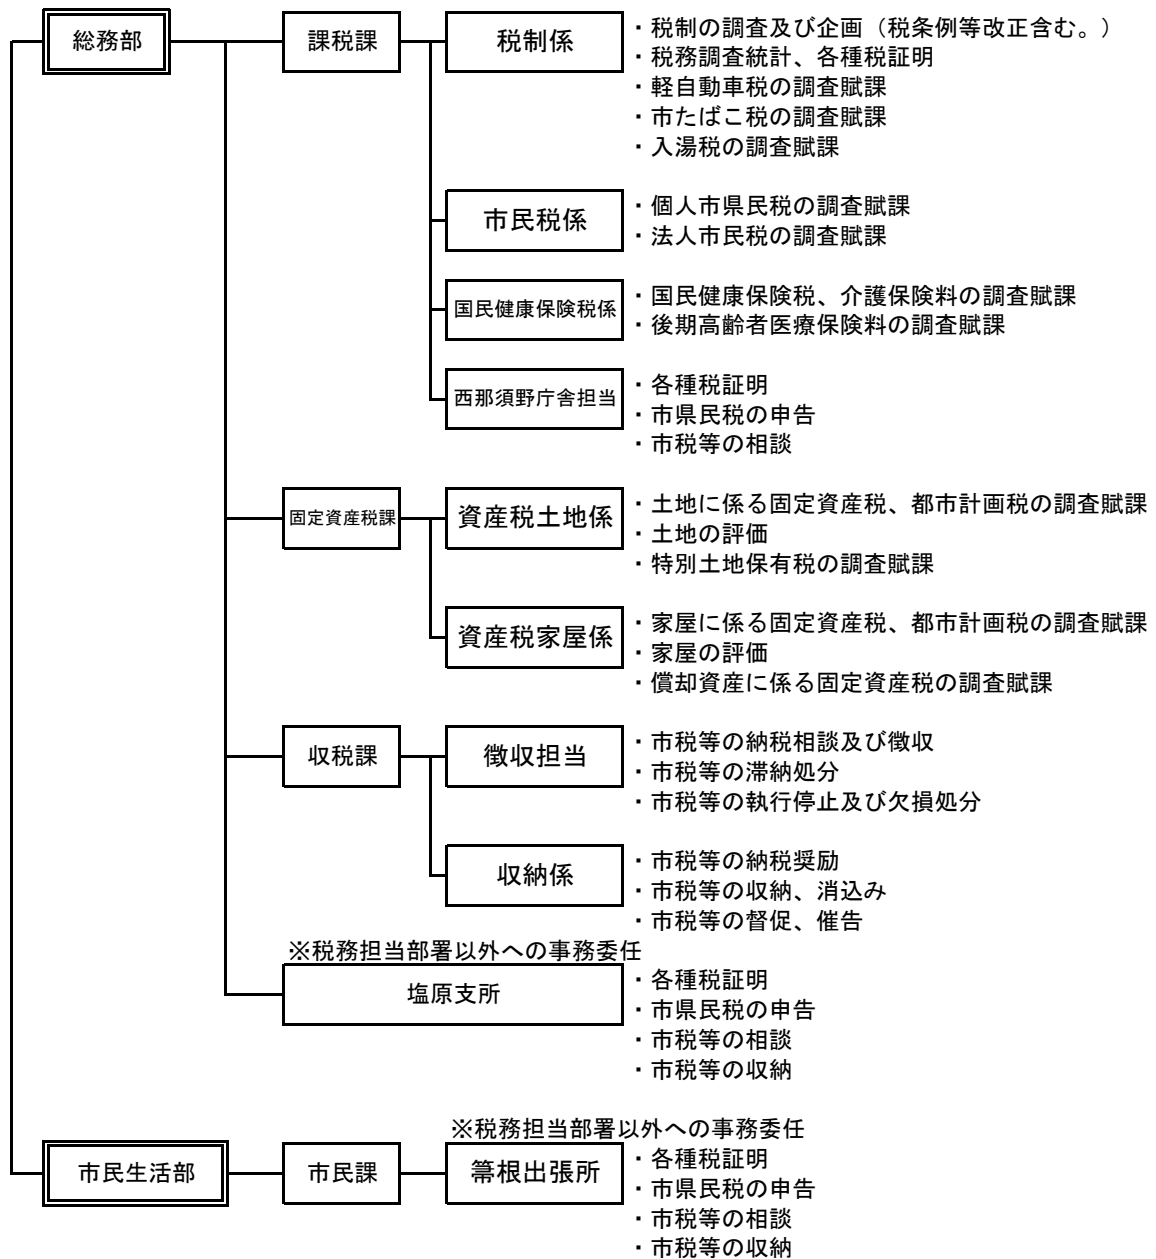 総務部
課税課
税制係
・税制の調査及び企画（税条例等改正含む。）
・税務調査統計、各種税証明
・軽自動車税の調査賦課
・市たばこ税の調査賦課
・入湯税の調査賦課
市民税係
・個人市県民税の調査賦課
・法人市民税の調査賦課
国民健康保険税係
・国民健康保険税、介護保険料の調査賦課
・後期高齢者医療保険料の調査賦課
西那須野庁舎担当
・各種税証明
・市県民税の申告
・市税等の相談
固定資産税課
資産税土地係
・土地に係る固定資産税、都市計画税の調査賦課
・土地の評価
・特別土地保有税の調査賦課
資産税家屋係
・家屋に係る固定資産税、都市計画税の調査賦課
・家屋の評価
・償却資産に係る固定資産税の調査賦課
収税課
徴収担当
・市税等の納税相談及び徴収
・市税等の滞納処分
・市税等の執行停止及び欠損処分
収納係
・市税等の納税奨励
・市税等の収納、消込み
・市税等の督促、催告
※税務担当部署以外への事務委任
塩原支所
・各種税証明
・市県民税の申告
・市税等の相談
・市税等の収納
※税務担当部署以外への事務委任
市民生活部
市民課
箒根出張所
・各種税証明
・市県民税の申告
・市税等の相談
・市税等の収納